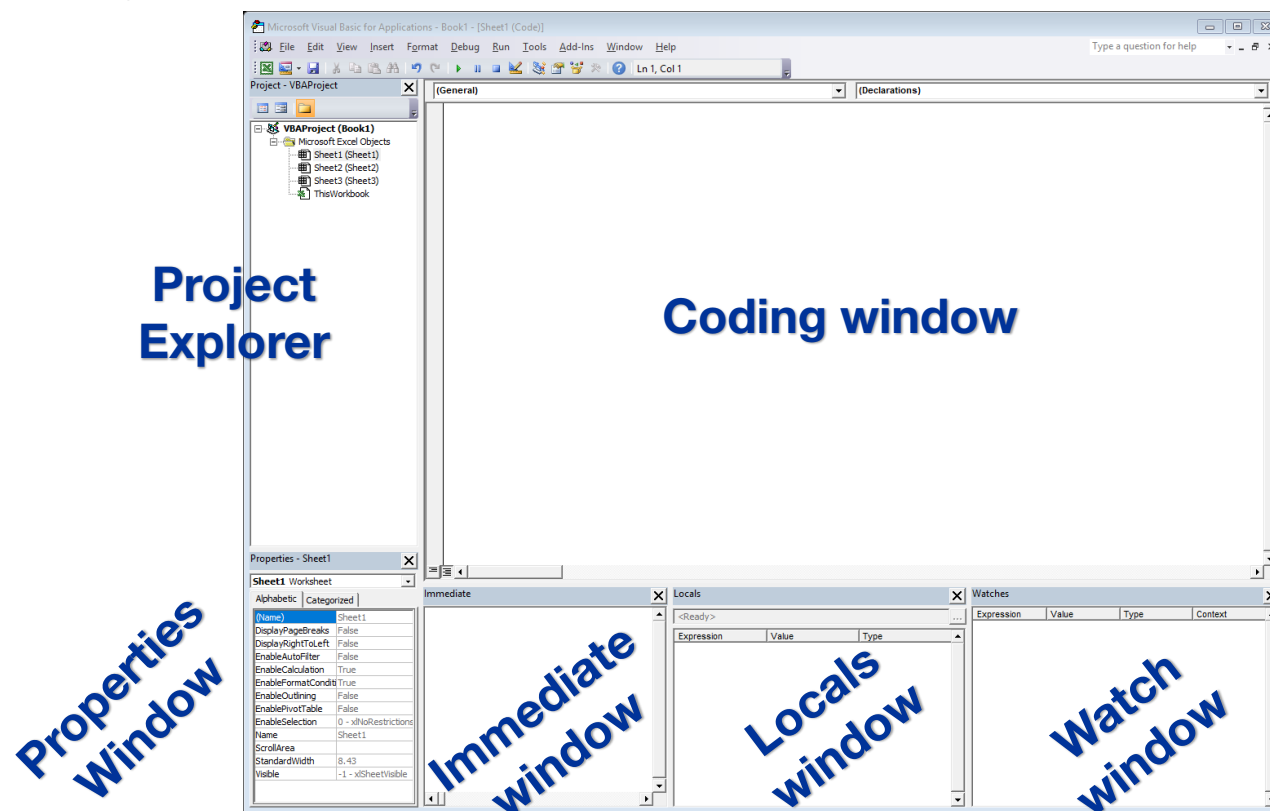 Microsoft Visual Basic for Applications - Book1 - [Sheet1 (Code)]
File Edit View Insert Format Debug Run Tools Add-Ins Window Help
Type a question for help
Ln 1, Col 1
Project - VBAProject
(General)
(Declarations)
VBAProject (Book1)
Microsoft Excel Objects
Sheet1 (Sheet1)
Sheet2 (Sheet2)
Sheet3 (Sheet3)
ThisWorkbook
Project
Explorer
Coding window
Properties - Sheet1
Sheet1 Worksheet
Alphabetic Categorized
(Name) Sheet1
DisplayPageBreaks False
DisplayRightToLeft False
EnableAutoFilter False
EnableCalculation True
EnableFormatConditi True
EnableOutlining False
EnablePivotTable False
EnableSelection 0 - xlNoRestrictions
Name Sheet1
ScrollArea
StandardWidth 8.43
Visible -1 - xlSheetVisible
Properties
Window
Immediate
Immediate
window
Locals
<Ready>
...
Expression Value Type
Locals
window
Watches
Expression Value Type Context
Watch
window